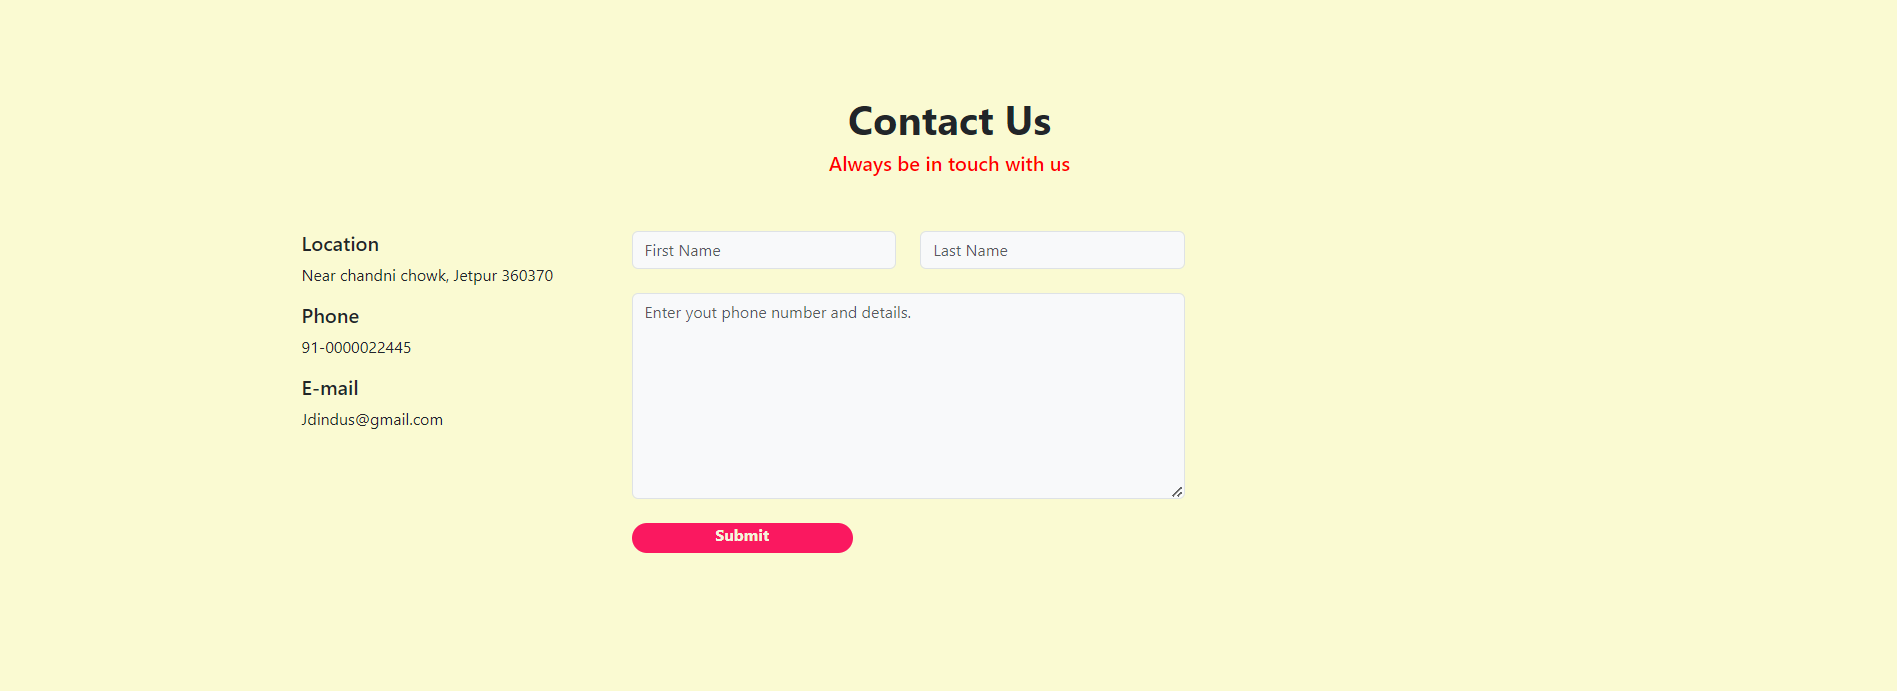 Contact Us
Always be in touch with us
Location
Near chandni chowk, Jetpur 360370
Phone
91-0000022445
E-mail
Jdindus@gmail.com
First Name
Last Name
Enter yout phone number and details.
Submit